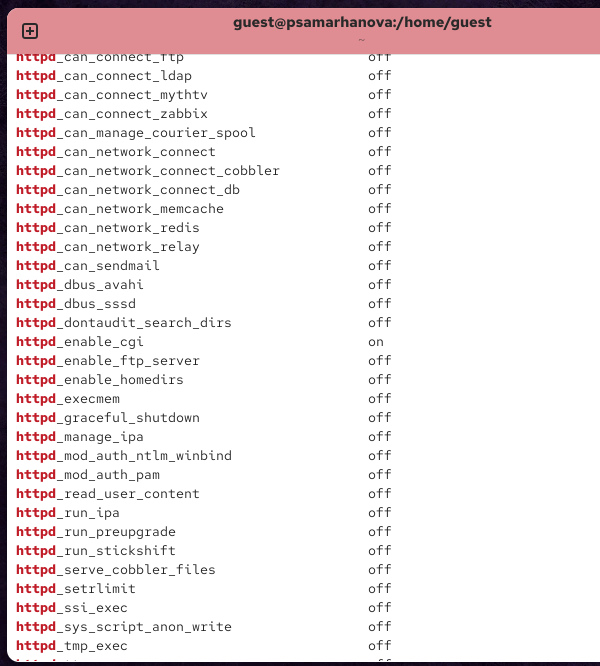 guest@psamarhanova:/home/guest
~
httpd_can_connect_ftp off
httpd_can_connect_ldap off
httpd_can_connect_mythtv off
httpd_can_connect_zabbix off
httpd_can_manage_courier_spool off
httpd_can_network_connect off
httpd_can_network_connect_cobbler off
httpd_can_network_connect_db off
httpd_can_network_memcache off
httpd_can_network_redis off
httpd_can_network_relay off
httpd_can_sendmail off
httpd_dbus_avahi off
httpd_dbus_sssd off
httpd_dontaudit_search_dirs off
httpd_enable_cgi on
httpd_enable_ftp_server off
httpd_enable_homedirs off
httpd_execmem off
httpd_graceful_shutdown off
httpd_manage_ipa off
httpd_mod_auth_ntlm_winbind off
httpd_mod_auth_pam off
httpd_read_user_content off
httpd_run_ipa off
httpd_run_preupgrade off
httpd_run_stickshift off
httpd_serve_cobbler_files off
httpd_setrlimit off
httpd_ssi_exec off
httpd_sys_script_anon_write off
httpd_tmp_exec off